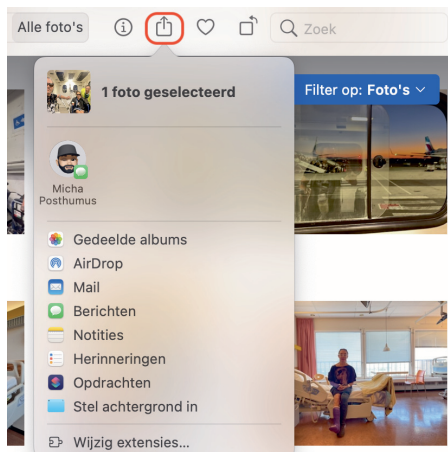 Alle foto's
Zoek
1 foto geselecteerd
Filter op: Foto's
Micha
Posthumus
Gedeelde albums
AirDrop
Mail
Berichten
Notities
Herinneringen
Opdrachten
Stel achtergrond in
Wijzig extensies...